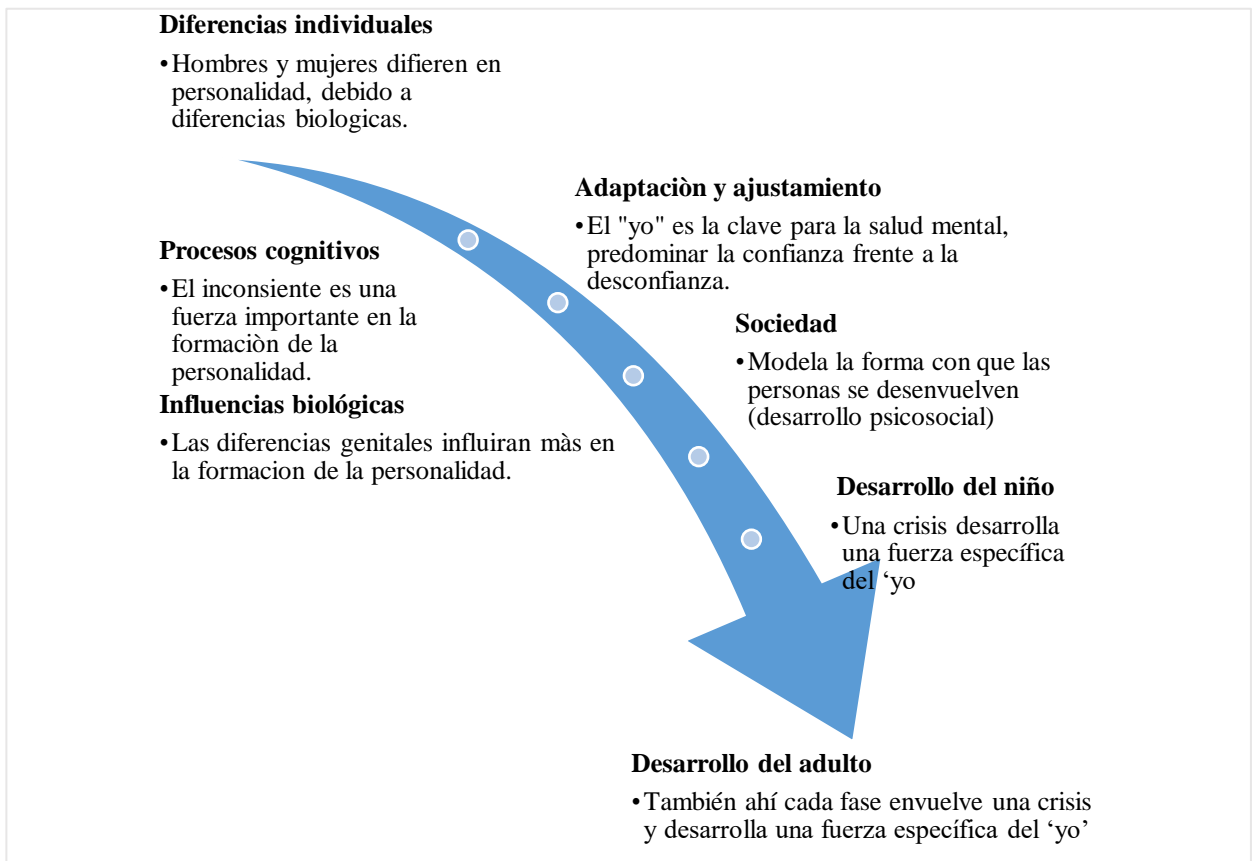 Diferencias individuales
•Hombres y mujeres difieren en
personalidad, debido a
diferencias biologicas.
Adaptaciòn y ajustamiento
•El "yo" es la clave para la salud mental,
predominar la confianza frente a la
desconfianza.
Procesos cognitivos
•El inconsiente es una
fuerza importante en la
formaciòn de la
personalidad.
Sociedad
•Modela la forma con que las
personas se desenvuelven
(desarrollo psicosocial)
Influencias biológicas
•Las diferencias genitales influiran màs en
la formacion de la personalidad.
Desarrollo del niño
•Una crisis desarrolla
una fuerza específica
del ‘yo
Desarrollo del adulto
•También ahí cada fase envuelve una crisis
y desarrolla una fuerza específica del ‘yo’